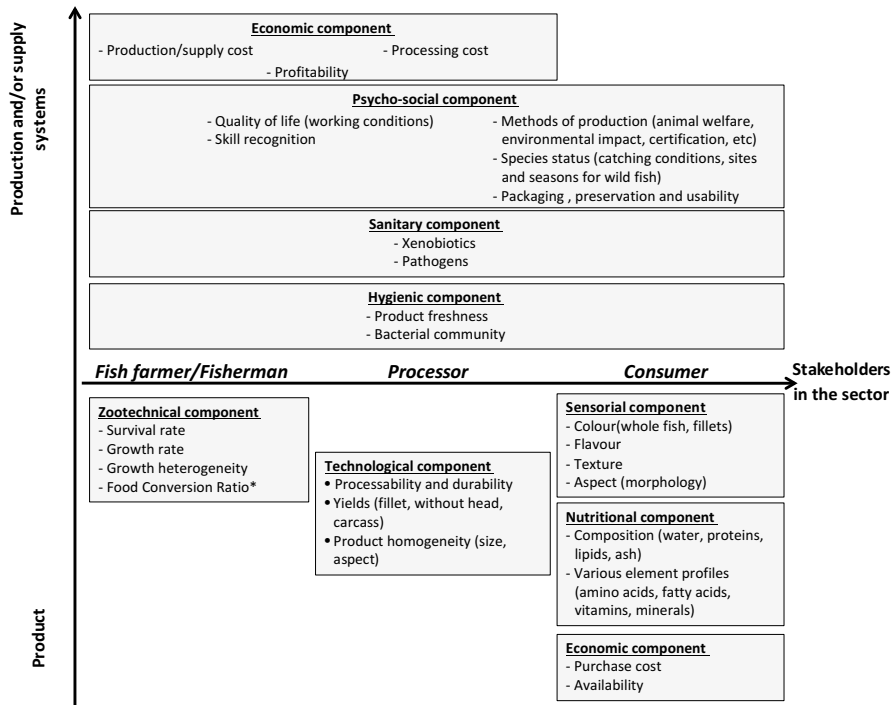 Production and/or supply
systems
Economic component
- Production/supply cost
- Processing cost
- Profitability
Psycho-social component
- Quality of life (working conditions)
- Skill recognition
- Methods of production (animal welfare,
environmental impact, certification, etc)
- Species status (catching conditions, sites
and seasons for wild fish)
- Packaging , preservation and usability
Sanitary component
- Xenobiotics
- Pathogens
Hygienic component
- Product freshness
- Bacterial community
Fish farmer/Fisherman
Processor
Consumer
Stakeholders
in the sector
Zootechnical component
- Survival rate
- Growth rate
- Growth heterogeneity
- Food Conversion Ratio*
Technological component
• Processability and durability
• Yields (fillet, without head,
carcass)
• Product homogeneity (size,
aspect)
Sensorial component
- Colour(whole fish, fillets)
- Flavour
- Texture
- Aspect (morphology)
Nutritional component
- Composition (water, proteins,
lipids, ash)
- Various element profiles
(amino acids, fatty acids,
vitamins, minerals)
Economic component
- Purchase cost
- Availability
Product